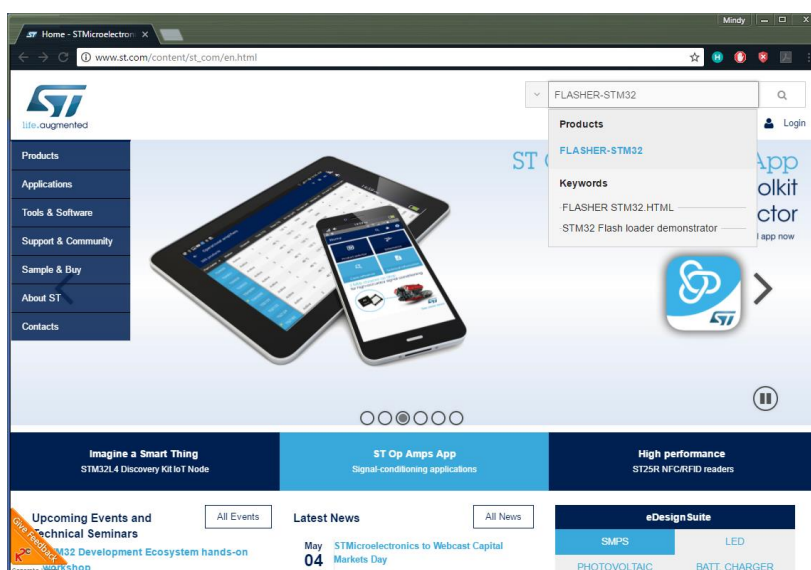 Mindy
Home - STMicroelectron
www.st.com/content/st_com/en.html
ST
life.augmented
FLASHER-STM32
Products
FLASHER-STM32
Keywords
FLASHER STM32.HTML
STM32 Flash loader demonstrator
Login
Products
Applications
Tools & Software
Support & Community
Sample & Buy
About ST
Contacts
ST
App
olkit
ctor
app now
Imagine a Smart Thing
STM32L4 Discovery Kit IoT Node
ST Op Amps App
Signal-conditioning applications
High performance
ST25R NFC/RFID readers
Give Feedback
Upcoming Events and
Technical Seminars
All Events
M32 Development Ecosystem hands-on
workshop
Latest News
All News
May
04
STMicroelectronics to Webcast Capital
Markets Day
eDesignSuite
SMPS
LED
PHOTOVOLTAIC
BATT. CHARGER